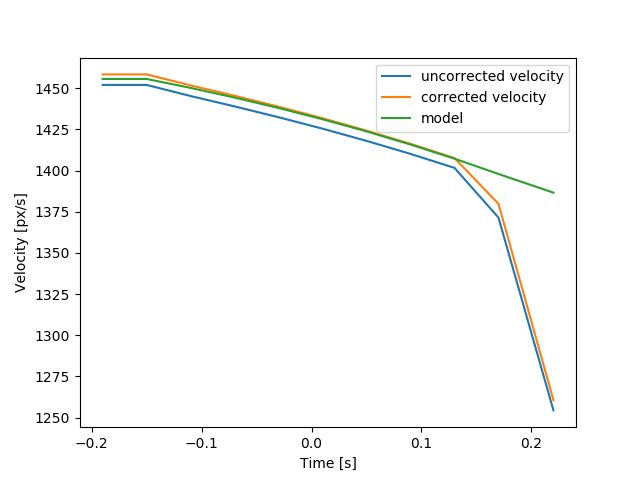 uncorrected velocity
corrected velocity
model
1450
1425
1400
1375
1350
1325
1300
1275
1250
Velocity [px/s]
−0.2
−0.1
0.0
0.1
0.2
Time [s]